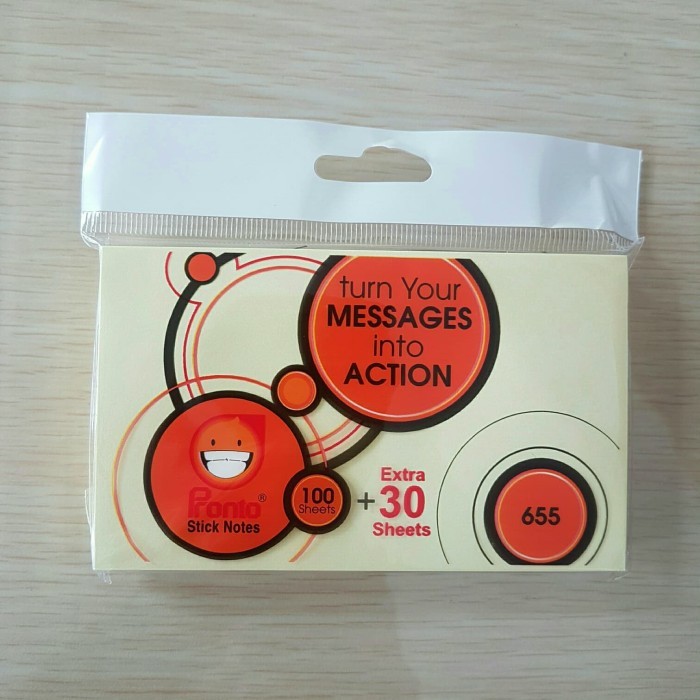 turn Your
MESSAGES
into
ACTION
Pronto®
Stick Notes
100
Sheets
+
Extra
30
Sheets
655